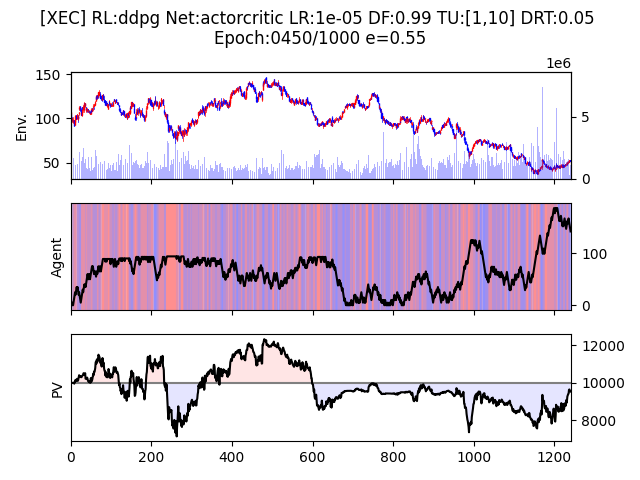 [XEC] RL:ddpg Net:actorcritic LR:1e-05 DF:0.99 TU:[1,10] DRT:0.05
Epoch:0450/1000 e=0.55
1e6
150
100
50
Env.
5
0
Agent
100
0
PV
12000
10000
8000
0 200 400 600 800 1000 1200